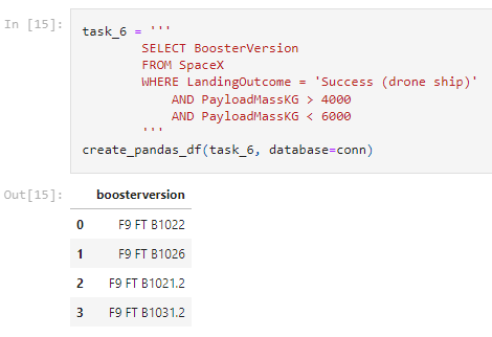 In [15]:
task_6 = '''
SELECT BoosterVersion
FROM SpaceX
WHERE LandingOutcome = 'Success (drone ship)'
AND PayloadMassKG > 4000
AND PayloadMassKG < 6000
'''
create_pandas_df(task_6, database=conn)
Out[15]:
boosterversion
0 F9 FT B1022
1 F9 FT B1026
2 F9 FT B1021.2
3 F9 FT B1031.2